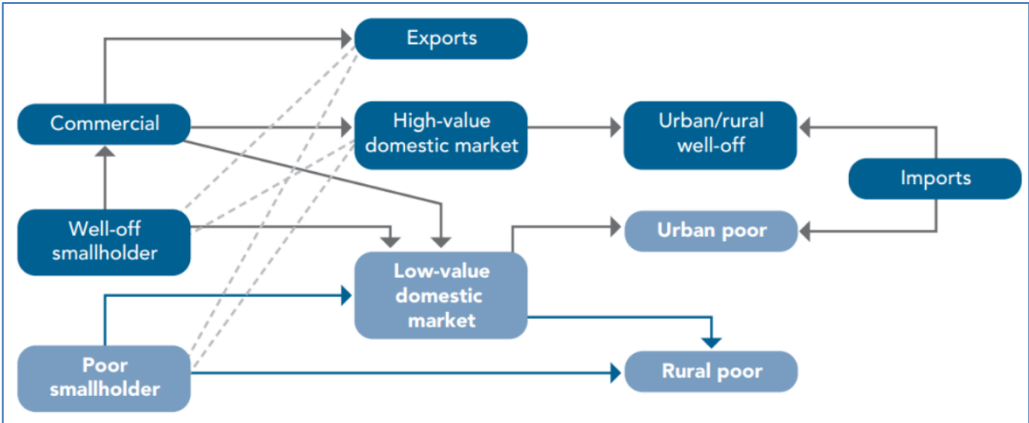 Exports
Commercial
High-value
domestic market
Urban/rural
well-off
Imports
Well-off
smallholder
Urban poor
Low-value
domestic
market
Poor
smallholder
Rural poor